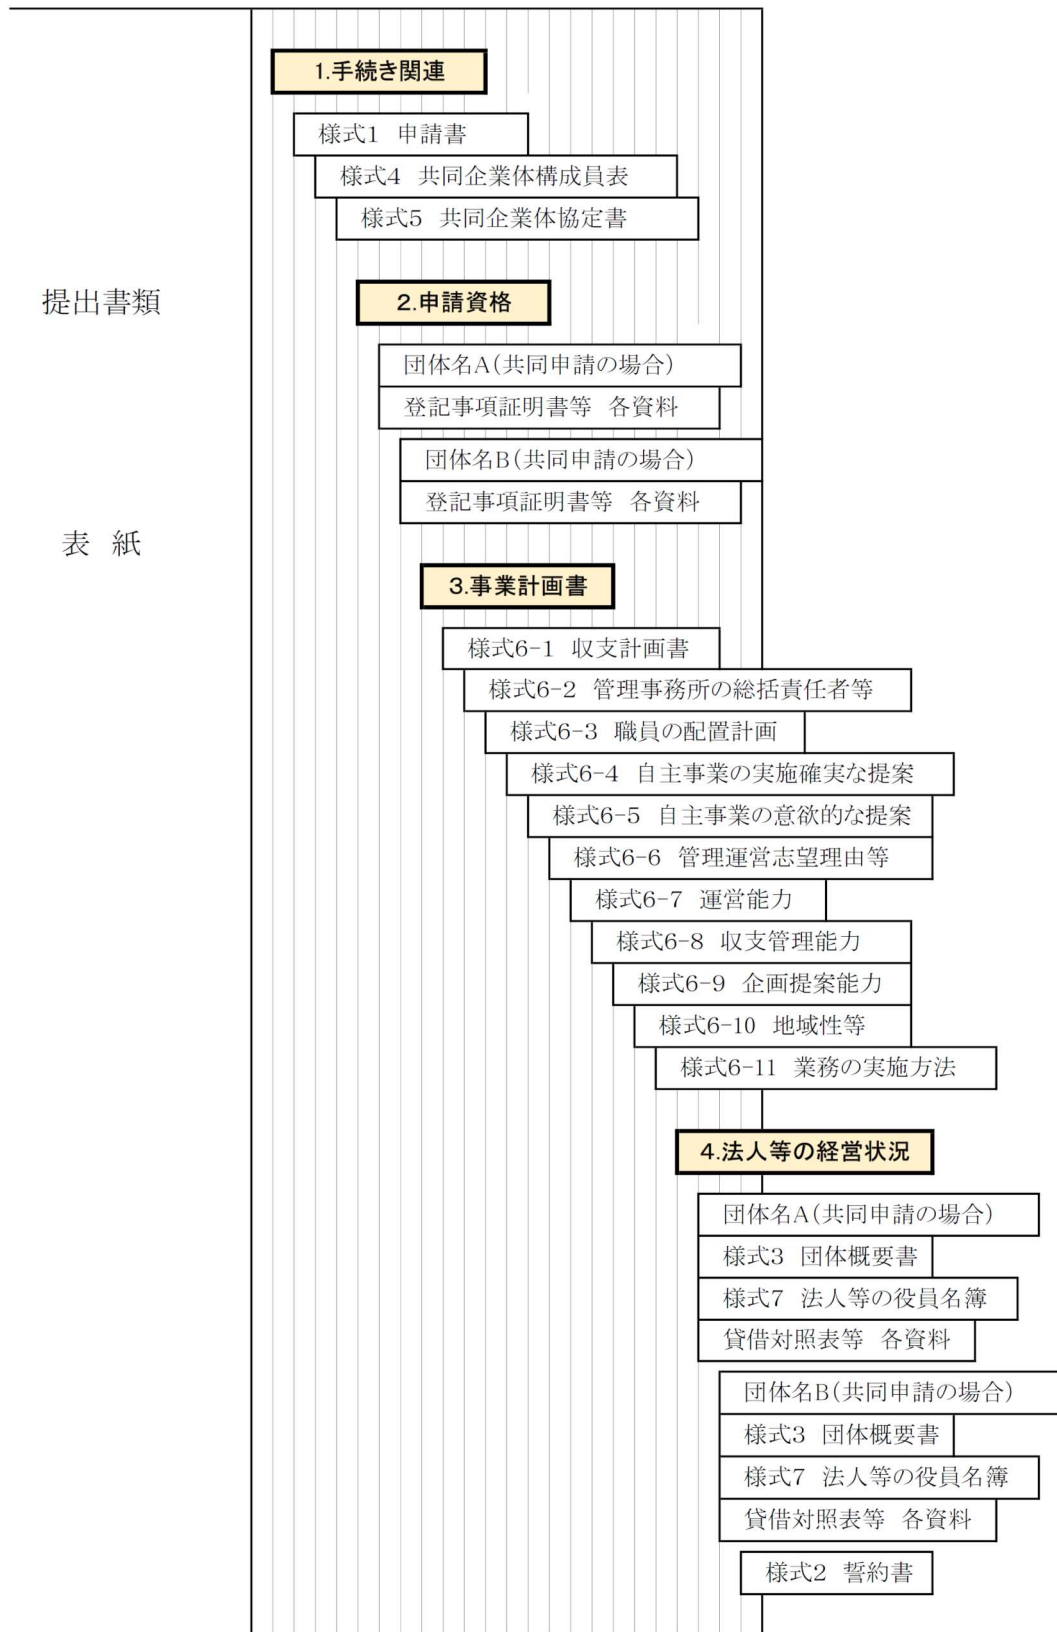 1.手続き関連
様式1 申請書
様式4 共同企業体構成員表
様式5 共同企業体協定書
提出書類
2.申請資格
団体名A(共同申請の場合)
登記事項証明書等 各資料
団体名B(共同申請の場合)
登記事項証明書等 各資料
表 紙
3.事業計画書
様式6-1 収支計画書
様式6-2 管理事務所の総括責任者等
様式6-3 職員の配置計画
様式6-4 自主事業の実施確実な提案
様式6-5 自主事業の意欲的な提案
様式6-6 管理運営志望理由等
様式6-7 運営能力
様式6-8 収支管理能力
様式6-9 企画提案能力
様式6-10 地域性等
様式6-11 業務の実施方法
4.法人等の経営状況
団体名A(共同申請の場合)
様式3 団体概要書
様式7 法人等の役員名簿
貸借対照表等 各資料
団体名B(共同申請の場合)
様式3 団体概要書
様式7 法人等の役員名簿
貸借対照表等 各資料
様式2 誓約書